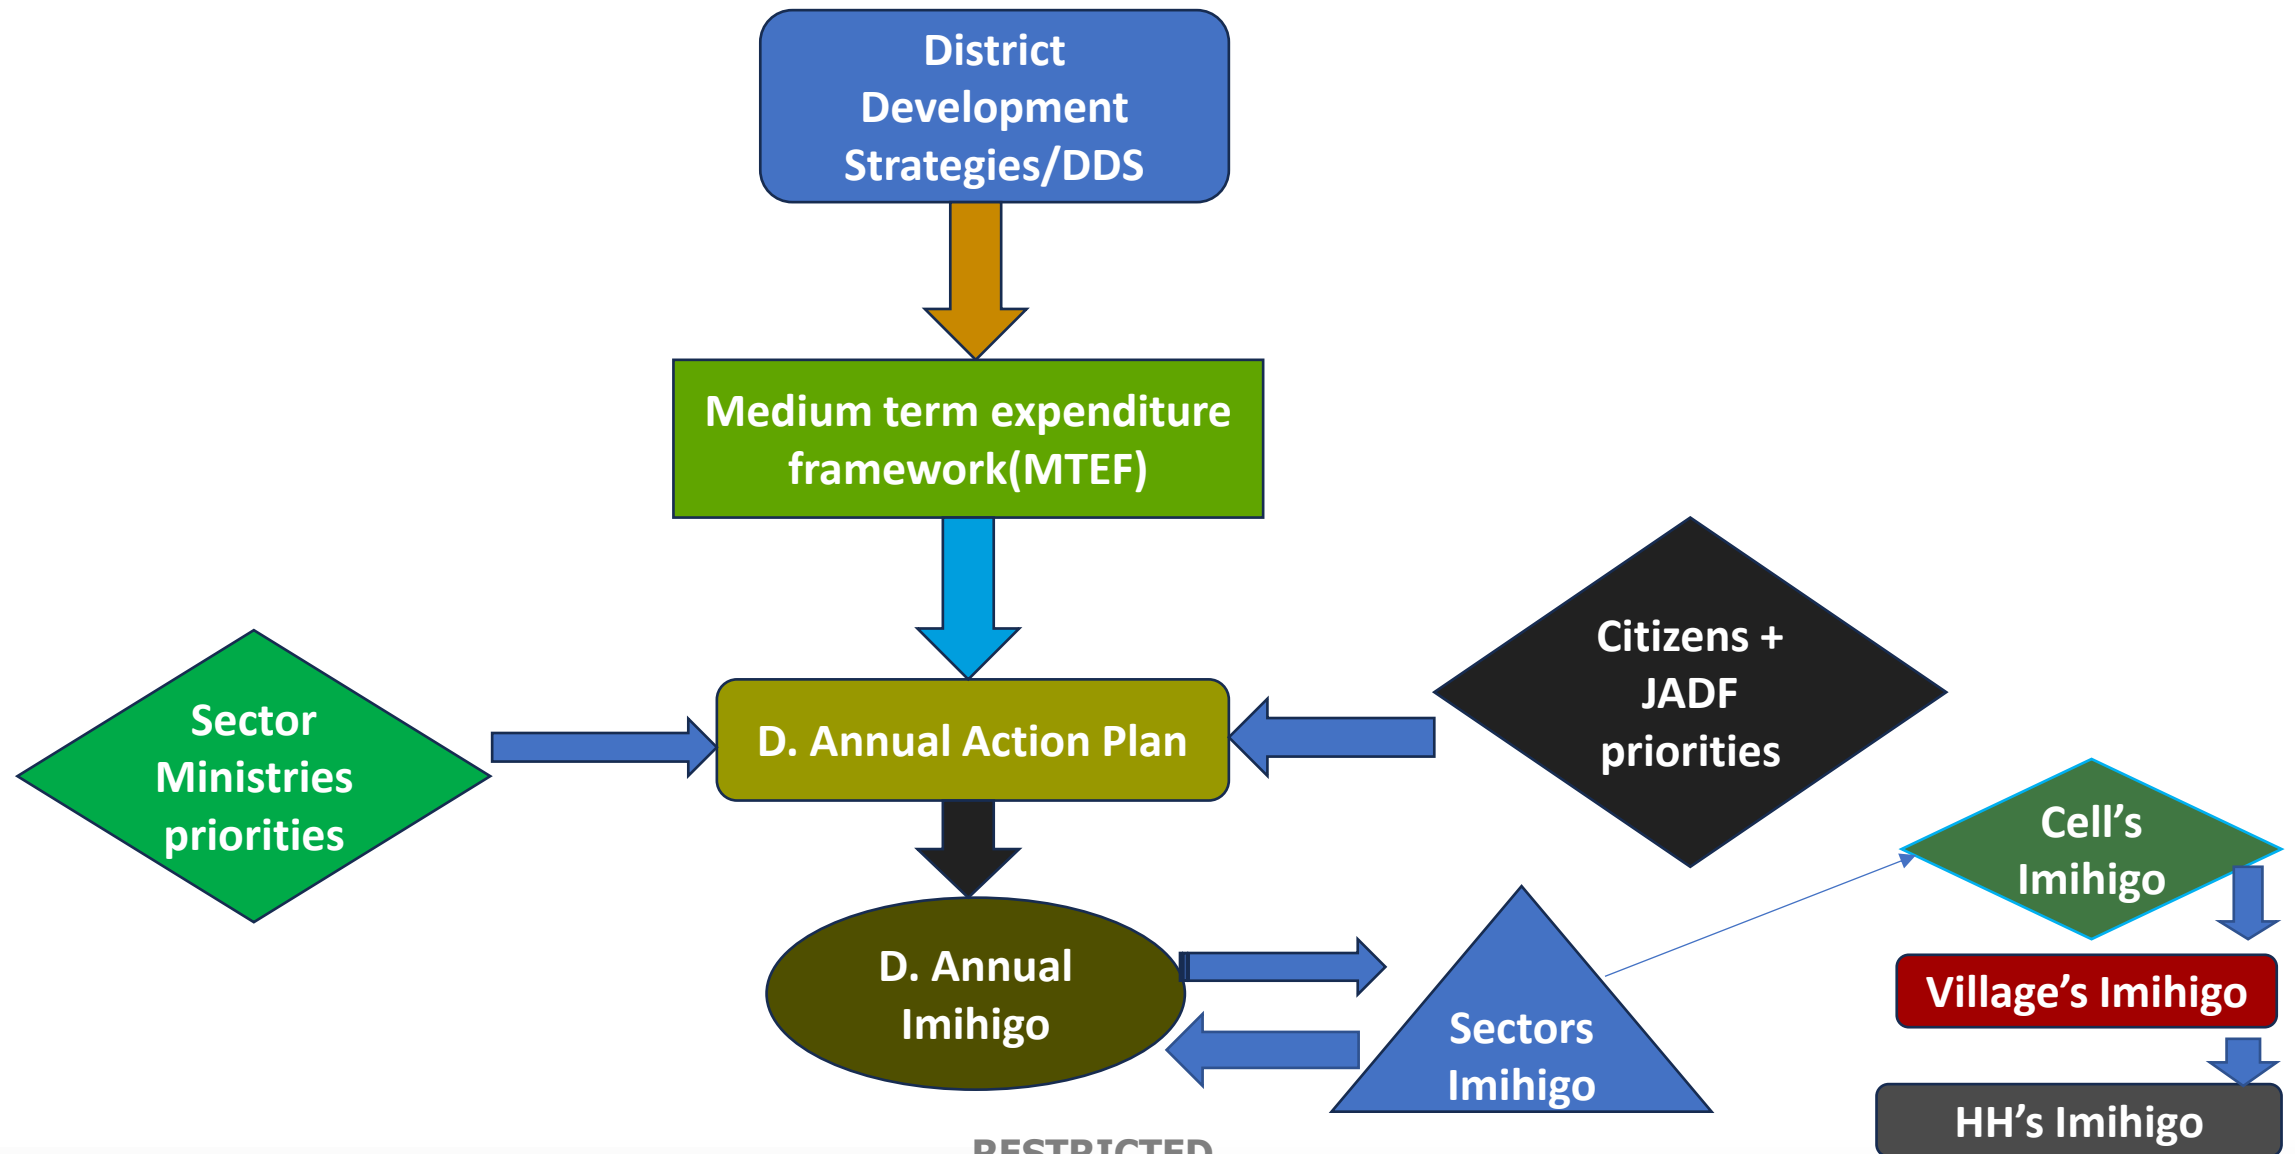 District
Development
Strategies/DDS
Medium term expenditure
framework(MTEF)
Sector
Ministries
priorities
D. Annual Action Plan
Citizens +
JADF
priorities
D. Annual
Imihigo
Sectors
Imihigo
Cell’s
Imihigo
Village’s Imihigo
HH’s Imihigo
RESTRICTED